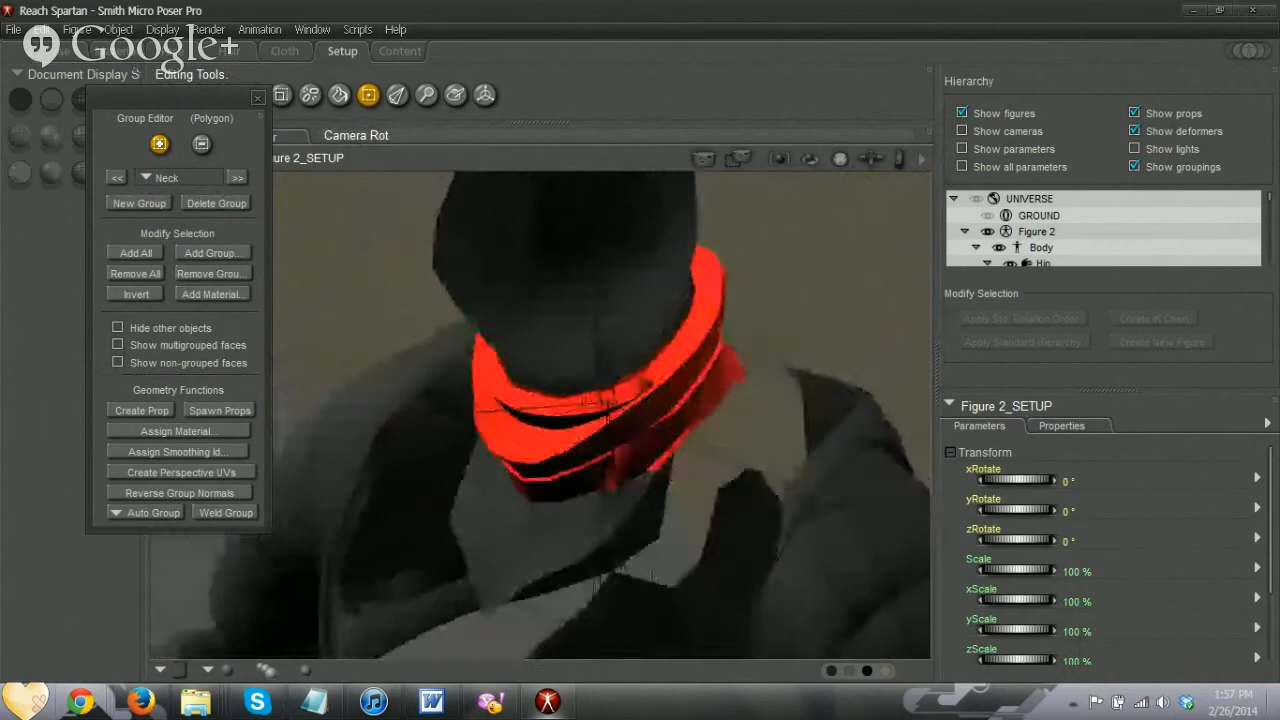 Reach Spartan - Smith Micro Poser Pro
File Edit Figure Object Display Render Animation Window Scripts Help
Google+
Cloth Setup Content
Document Display S
Editing Tools.
Group Editor (Polygon)
Camera Rot
ure 2_SETUP
<< Neck >>
New Group Delete Group
Modify Selection
Add All Add Group...
Remove All Remove Grou...
Invert Add Material...
Hide other objects
Show multigrouped faces
Show non-grouped faces
Geometry Functions
Create Prop Spawn Props
Assign Material...
Assign Smoothing Id...
Create Perspective UVs
Reverse Group Normals
Auto Group Weld Group
Hierarchy
Show figures Show props
Show cameras Show deformers
Show parameters Show lights
Show all parameters Show groupings
UNIVERSE
GROUND
Figure 2
Body
Hip
Modify Selection
Apply Std. Rotation Order Create IK Chain
Apply Standard Hierarchy Create New Figure
Figure 2_SETUP
Parameters Properties
Transform
xRotate
0 °
yRotate
0 °
zRotate
0 °
Scale
100 %
xScale
100 %
yScale
100 %
zScale
100 %
1:57 PM
2/26/2014